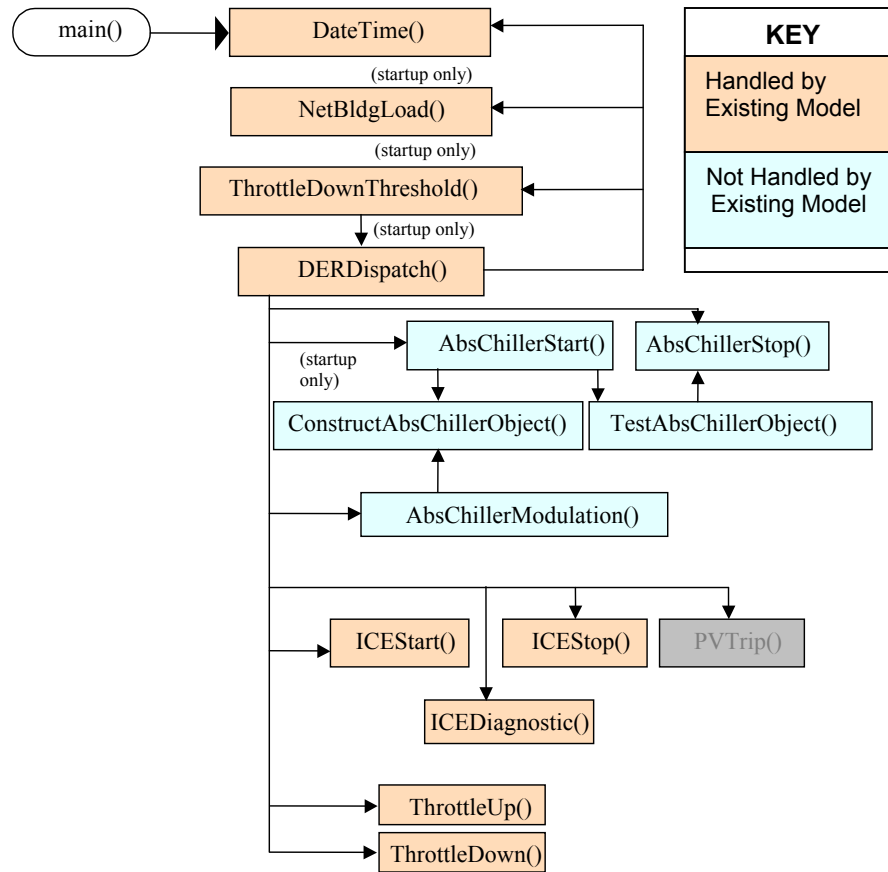 main()
DateTime()
(startup only)
NetBldgLoad()
(startup only)
ThrottleDownThreshold()
(startup only)
DERDispatch()
KEY
Handled by
Existing Model
Not Handled by
Existing Model
AbsChillerStart()
AbsChillerStop()
(startup
only)
ConstructAbsChillerObject()
TestAbsChillerObject()
AbsChillerModulation()
ICEStart()
ICEStop()
PVTrip()
ICEDiagnostic()
ThrottleUp()
ThrottleDown()